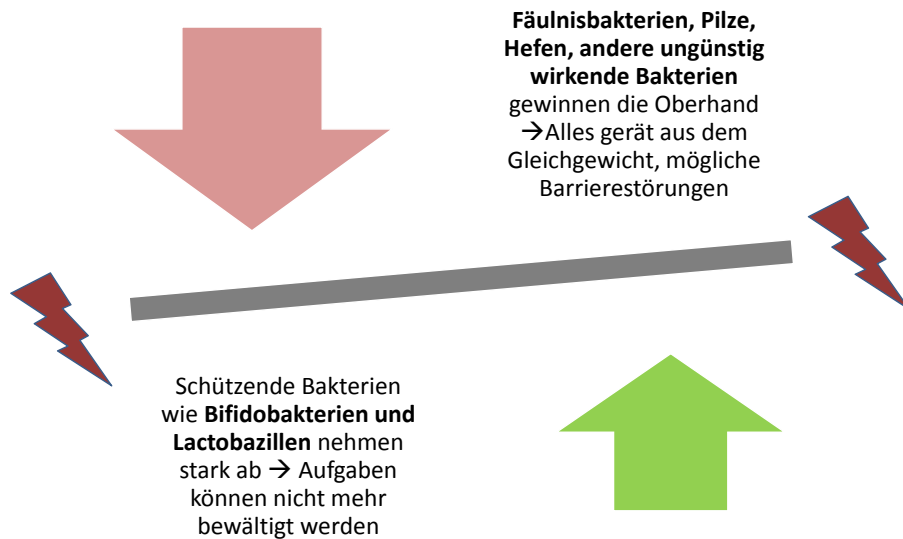 Fäulnisbakterien, Pilze,
Hefen, andere ungünstig
wirkende Bakterien
gewinnen die Oberhand
→Alles gerät aus dem
Gleichgewicht, mögliche
Barrierestörungen
Schützende Bakterien
wie Bifidobakterien und
Lactobazillen nehmen
stark ab → Aufgaben
können nicht mehr
bewältigt werden